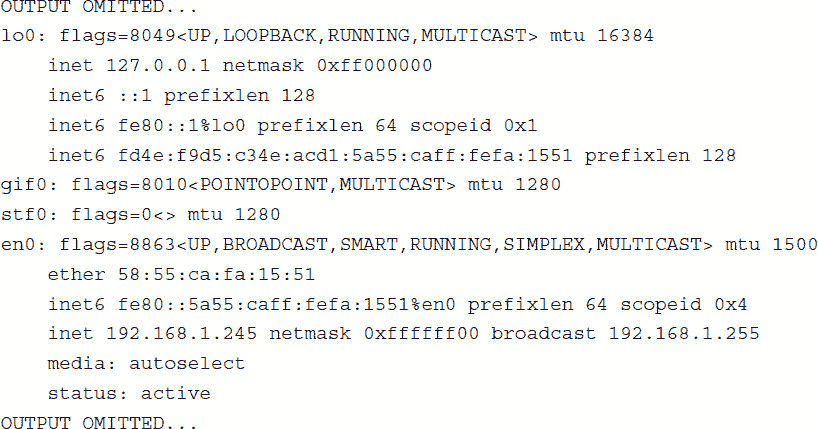 OUTPUT OMITTED...
lo0: flags=8049<UP,LOOPBACK,RUNNING,MULTICAST> mtu 16384
inet 127.0.0.1 netmask 0xff000000
inet6 ::1 prefixlen 128
inet6 fe80::1%lo0 prefixlen 64 scopeid 0x1
inet6 fd4e:f9d5:c34e:acd1:5a55:caff:fefa:1551 prefixlen 128
gif0: flags=8010<POINTOPOINT,MULTICAST> mtu 1280
stf0: flags=0<> mtu 1280
en0: flags=8863<UP,BROADCAST,SMART,RUNNING,SIMPLEX,MULTICAST> mtu 1500
ether 58:55:ca:fa:15:51
inet6 fe80::5a55:caff:fefa:1551%en0 prefixlen 64 scopeid 0x4
inet 192.168.1.245 netmask 0xffffff00 broadcast 192.168.1.255
media: autoselect
status: active
OUTPUT OMITTED...